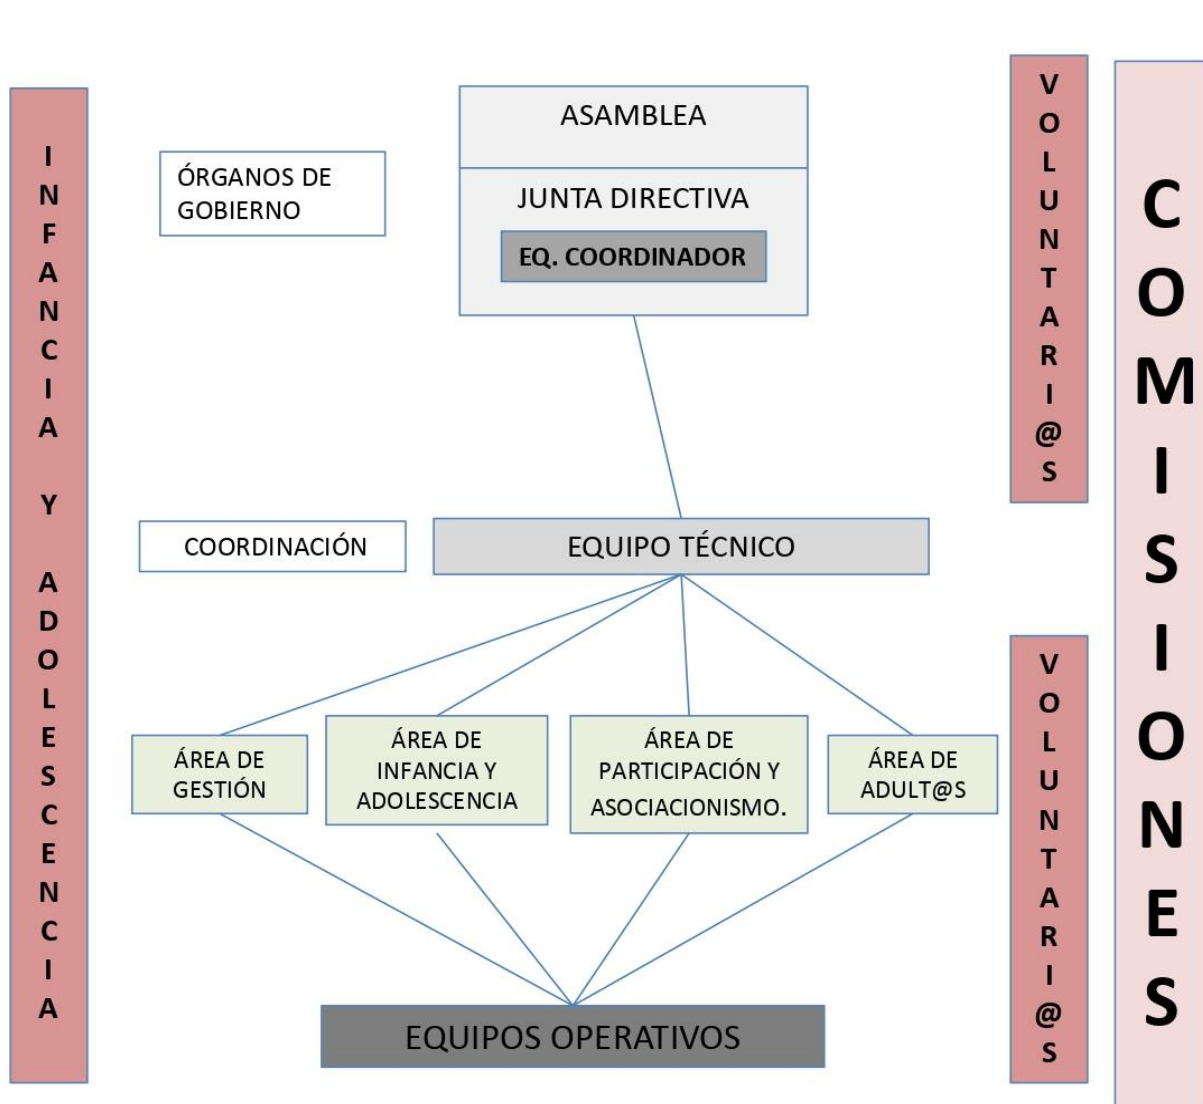 INFANCIA Y ADOLESCENCIA
ÓRGANOS DE
GOBIERNO
ASAMBLEA
JUNTA DIRECTIVA
EQ. COORDINADOR
VOLUNTARI@S
COMISIONES
COORDINACIÓN
EQUIPO TÉCNICO
ÁREA DE
GESTIÓN
ÁREA DE
INFANCIA Y
ADOLESCENCIA
ÁREA DE
PARTICIPACIÓN Y
ASOCIACIONISMO.
ÁREA DE
ADULT@S
VOLUNTARI@S
EQUIPOS OPERATIVOS